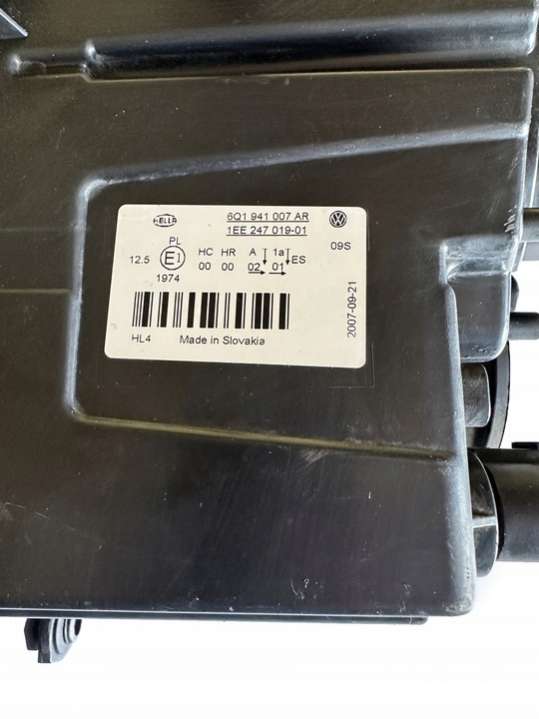 HELLA
6Q1 941 007 AR
1EE 247 019-01
09S
PL
12.5 E1 HC HR A 1a ES
00 00 02 01
1974
HL4 Made in Slovakia
2007-09-21